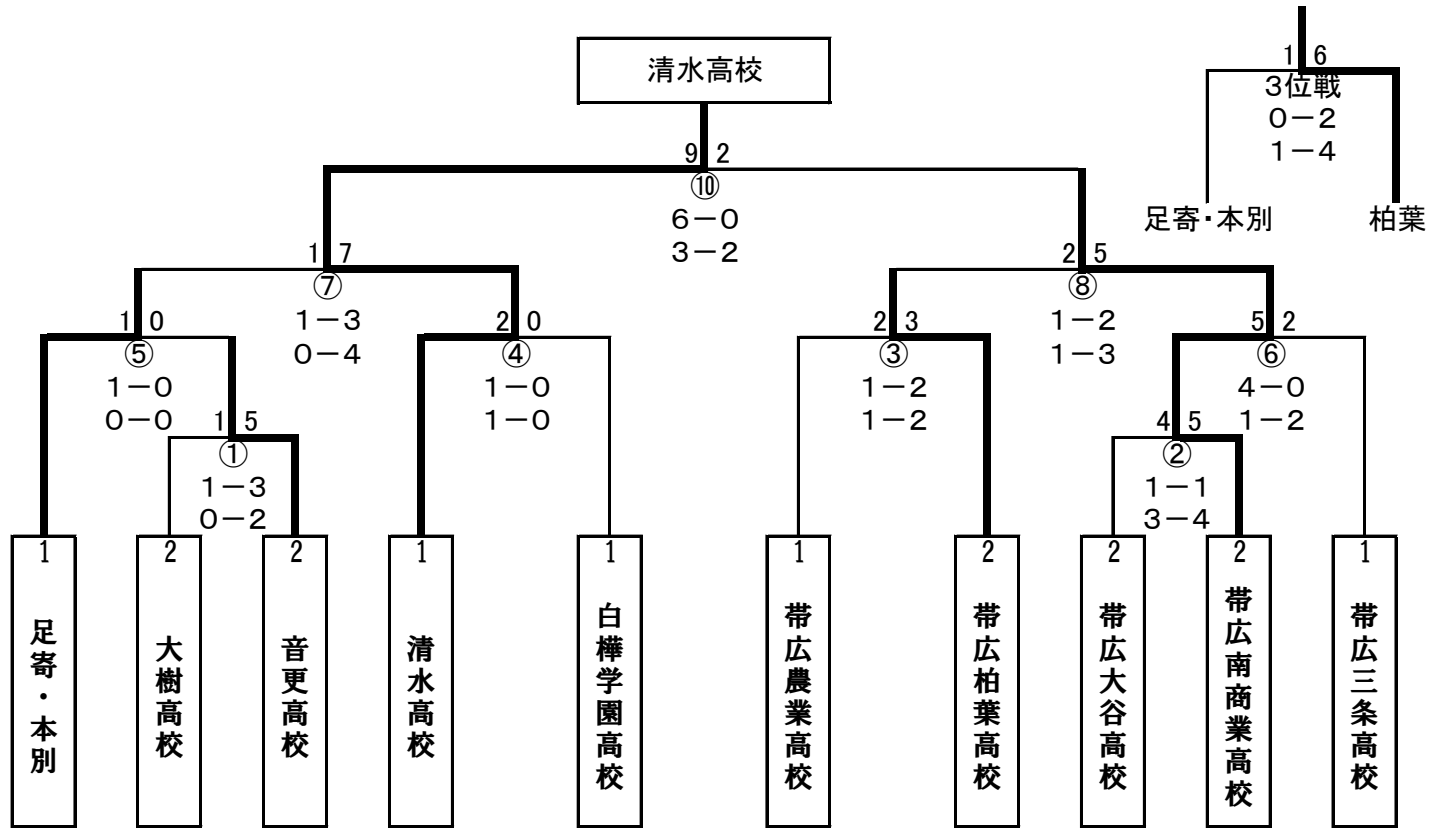 清水高校
1 6
3位戦
0－2
1－4
足寄・本別 柏葉
9 2
⑩
6－0
3－2
1 7
⑦
1－3
0－4
2 5
⑧
1－2
1－3
1 0
⑤
1－0
0－0
2 0
④
1－0
1－0
2 3
③
1－2
1－2
5 2
⑥
4－0
1－2
1 5
①
1－3
0－2
4 5
②
1－1
3－4
1 2 2 1 1 1 2 2 2 1
足寄・本別
大樹高校
音更高校
清水高校
白樺学園高校
帯広農業高校
帯広柏葉高校
帯広大谷高校
帯広南商業高校
帯広三条高校